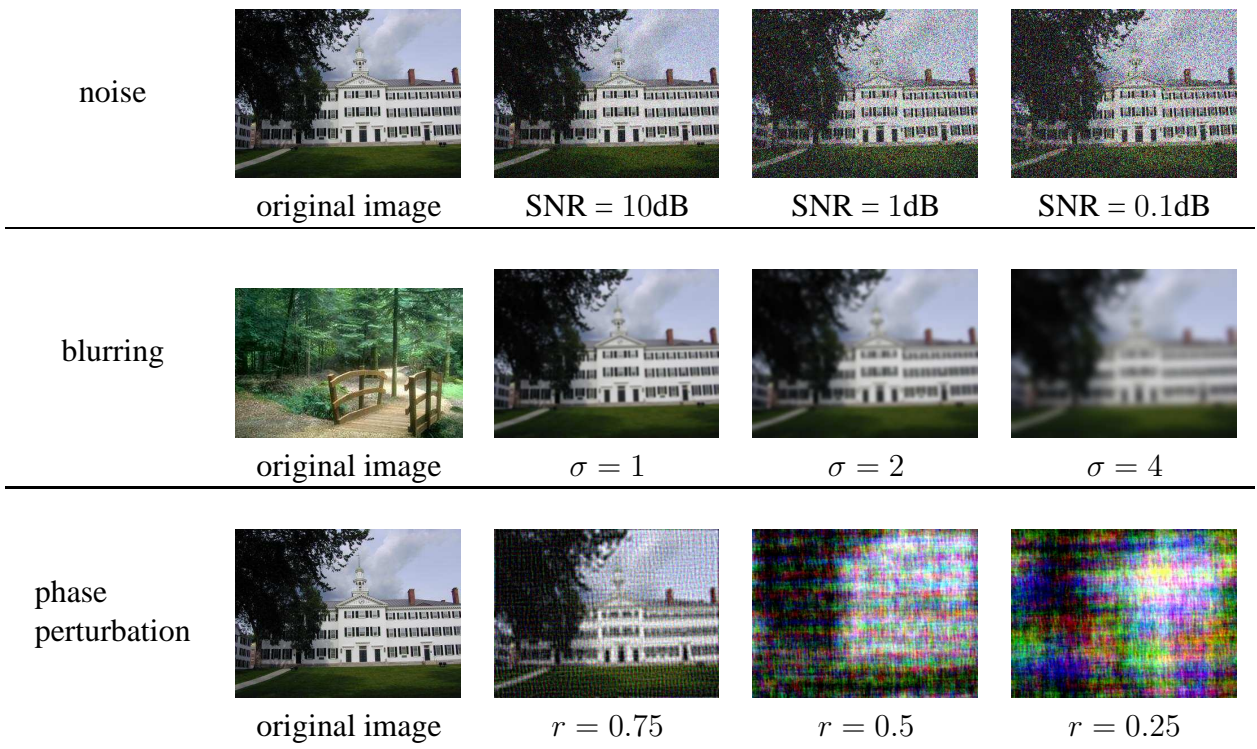 noise
original image
SNR = 10dB
SNR = 1dB
SNR = 0.1dB
blurring
original image
σ = 1
σ = 2
σ = 4
phase
perturbation
original image
r = 0.75
r = 0.5
r = 0.25